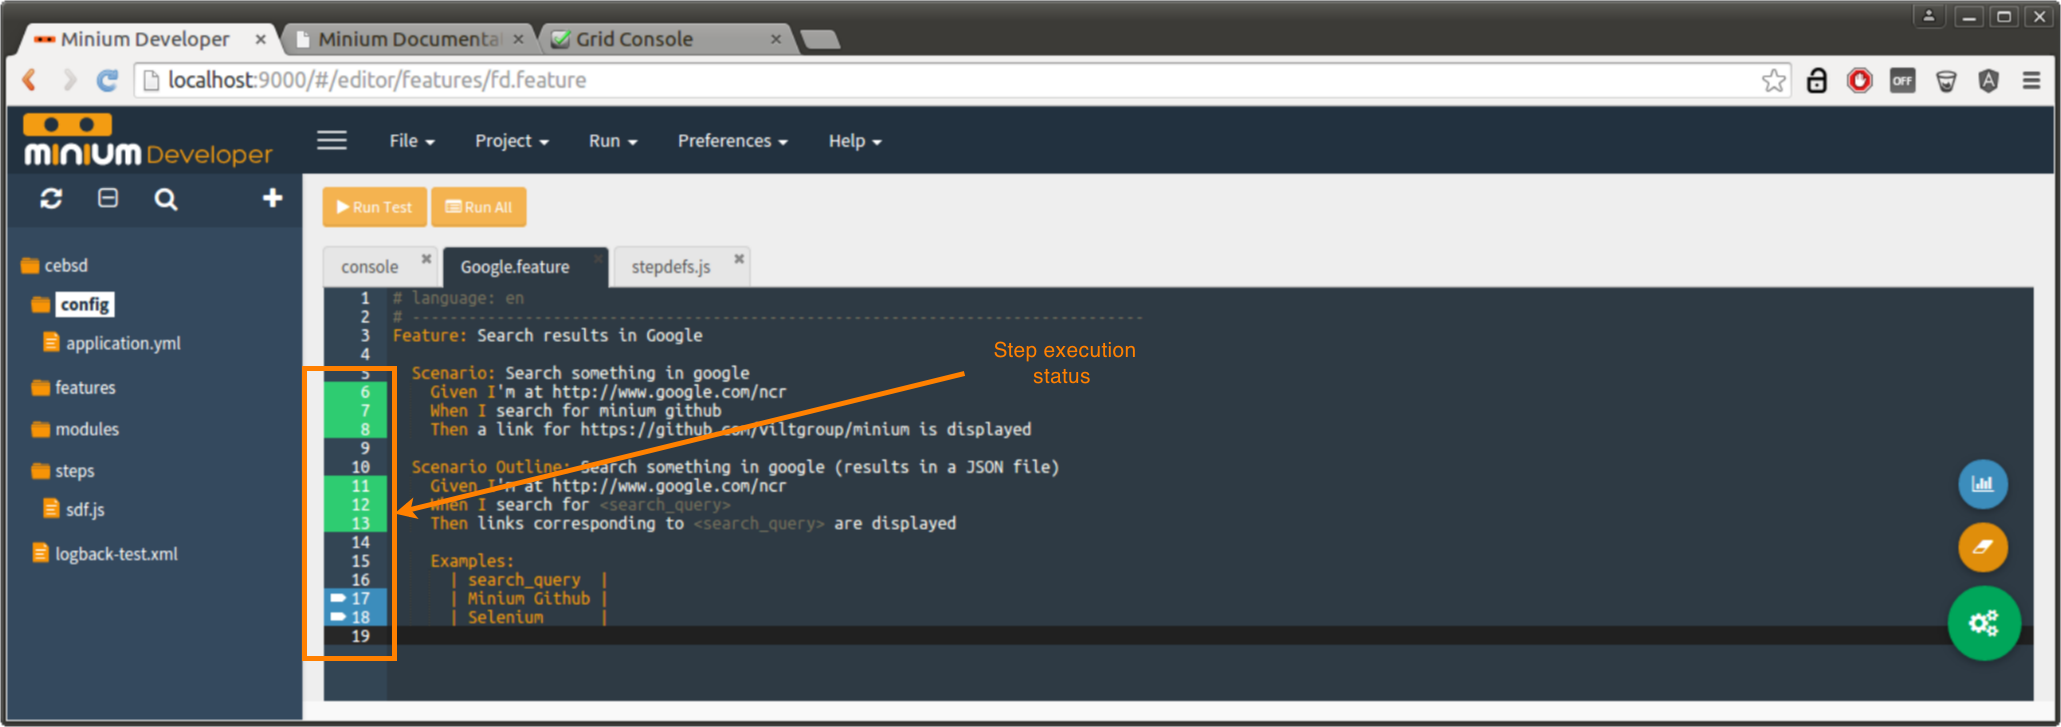 Minium Developer
Minium Documenta
Grid Console
localhost:9000/#/editor/features/fd.feature
OFF
minium Developer
File
Project
Run
Preferences
Help
Run Test
Run All
cebsd
config
application.yml
features
modules
steps
sdf.js
logback-test.xml
console
Google.feature
stepdefs.js
1 # language: en
2 # ------------------------------------------------------------------------------
3 Feature: Search results in Google
4
5 Scenario: Search something in google
6 Given I'm at http://www.google.com/ncr
7 When I search for minium github
8 Then a link for https://github.com/viltgroup/minium is displayed
9
10 Scenario Outline: Search something in google (results in a JSON file)
11 Given I'm at http://www.google.com/ncr
12 When I search for <search_query>
13 Then links corresponding to <search_query> are displayed
14
15 Examples:
16 | search_query |
17 | Minium Github |
18 | Selenium |
19
Step execution
status